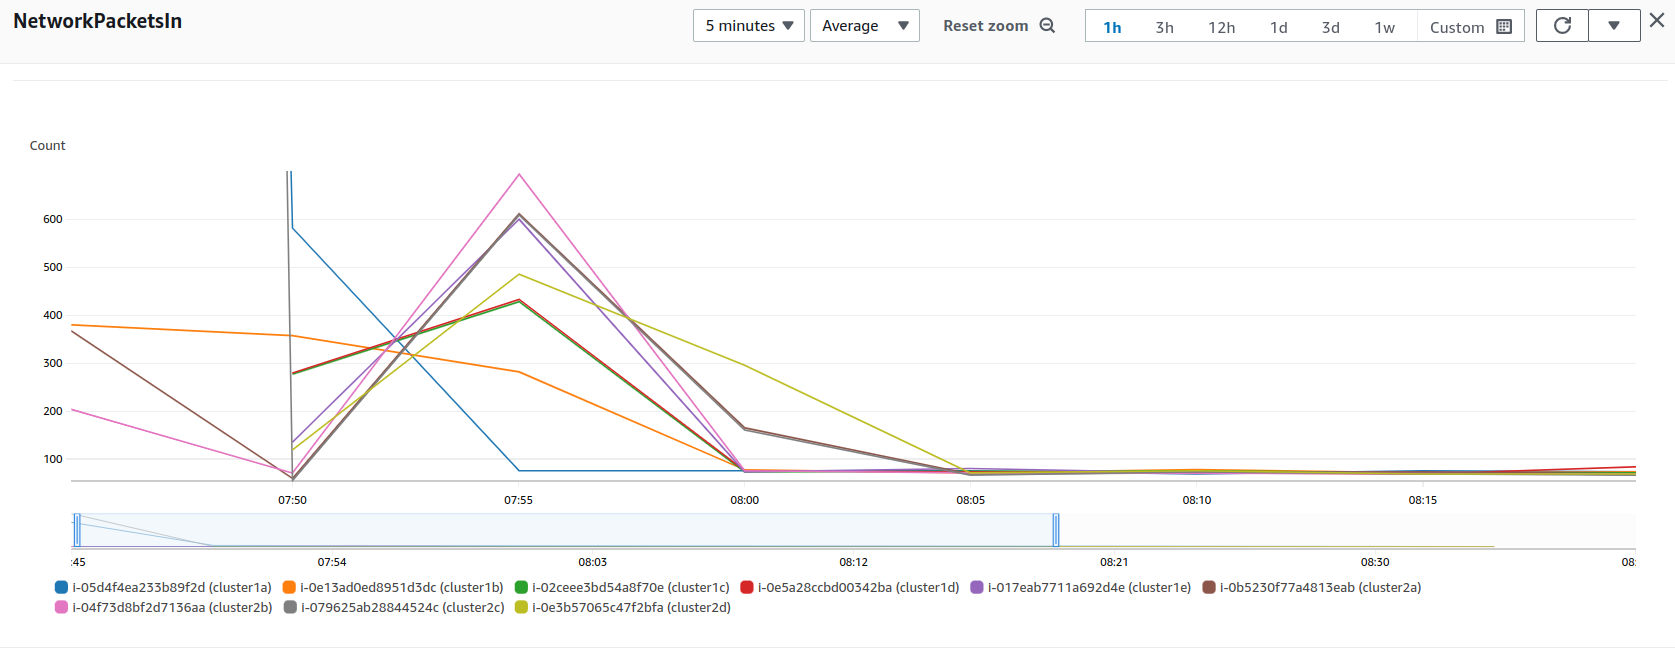 NetworkPacketsIn
5 minutes Average Reset zoom 1h 3h 12h 1d 3d 1w Custom
Count
600
500
400
300
200
100
07:50 07:55 08:00 08:05 08:10 08:15
:45 07:54 08:03 08:12 08:21 08:30 08:
i-05d4f4ea233b89f2d (cluster1a) i-0e13ad0ed8951d3dc (cluster1b) i-02ceee3bd54a8f70e (cluster1c) i-0e5a28ccbd00342ba (cluster1d) i-017eab7711a692d4e (cluster1e) i-0b5230f77a4813eab (cluster2a)
i-04f73d8bf2d7136aa (cluster2b) i-079625ab28844524c (cluster2c) i-0e3b57065c47f2bfa (cluster2d)